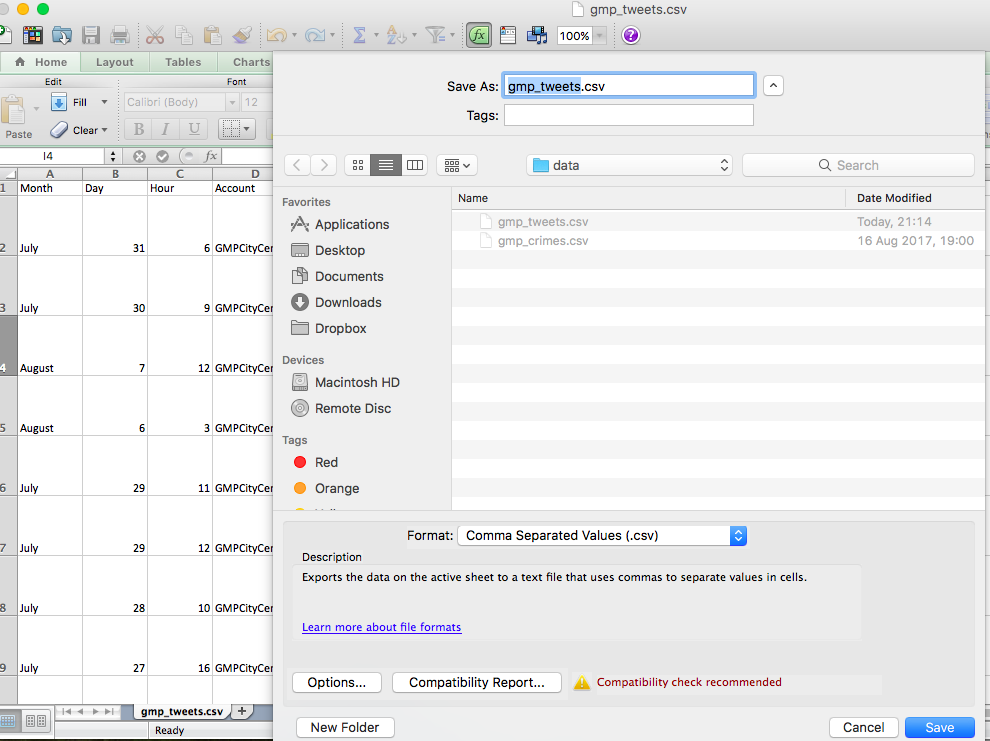 gmp_tweets.csv
100%
Home Layout Tables Charts
Edit Font
Paste
Fill
Clear
Calibri (Body) 12
B I U
I4 fx
A B C D
1 Month Day Hour Account
2 July 31 6 GMPCityCer
3 July 30 9 GMPCityCer
4 August 7 12 GMPCityCer
5 August 6 3 GMPCityCer
6 July 29 11 GMPCityCer
7 July 29 12 GMPCityCer
8 July 28 10 GMPCityCer
9 July 27 16 GMPCityCer
gmp_tweets.csv
Ready
Save As: gmp_tweets.csv
Tags:
data
Search
Favorites
Applications
Desktop
Documents
Downloads
Dropbox
Devices
Macintosh HD
Remote Disc
Tags
Red
Orange
Name Date Modified
gmp_tweets.csv Today, 21:14
gmp_crimes.csv 16 Aug 2017, 19:00
Format: Comma Separated Values (.csv)
Description
Exports the data on the active sheet to a text file that uses commas to separate values in cells.
Learn more about file formats
Options... Compatibility Report... Compatibility check recommended
New Folder Cancel Save